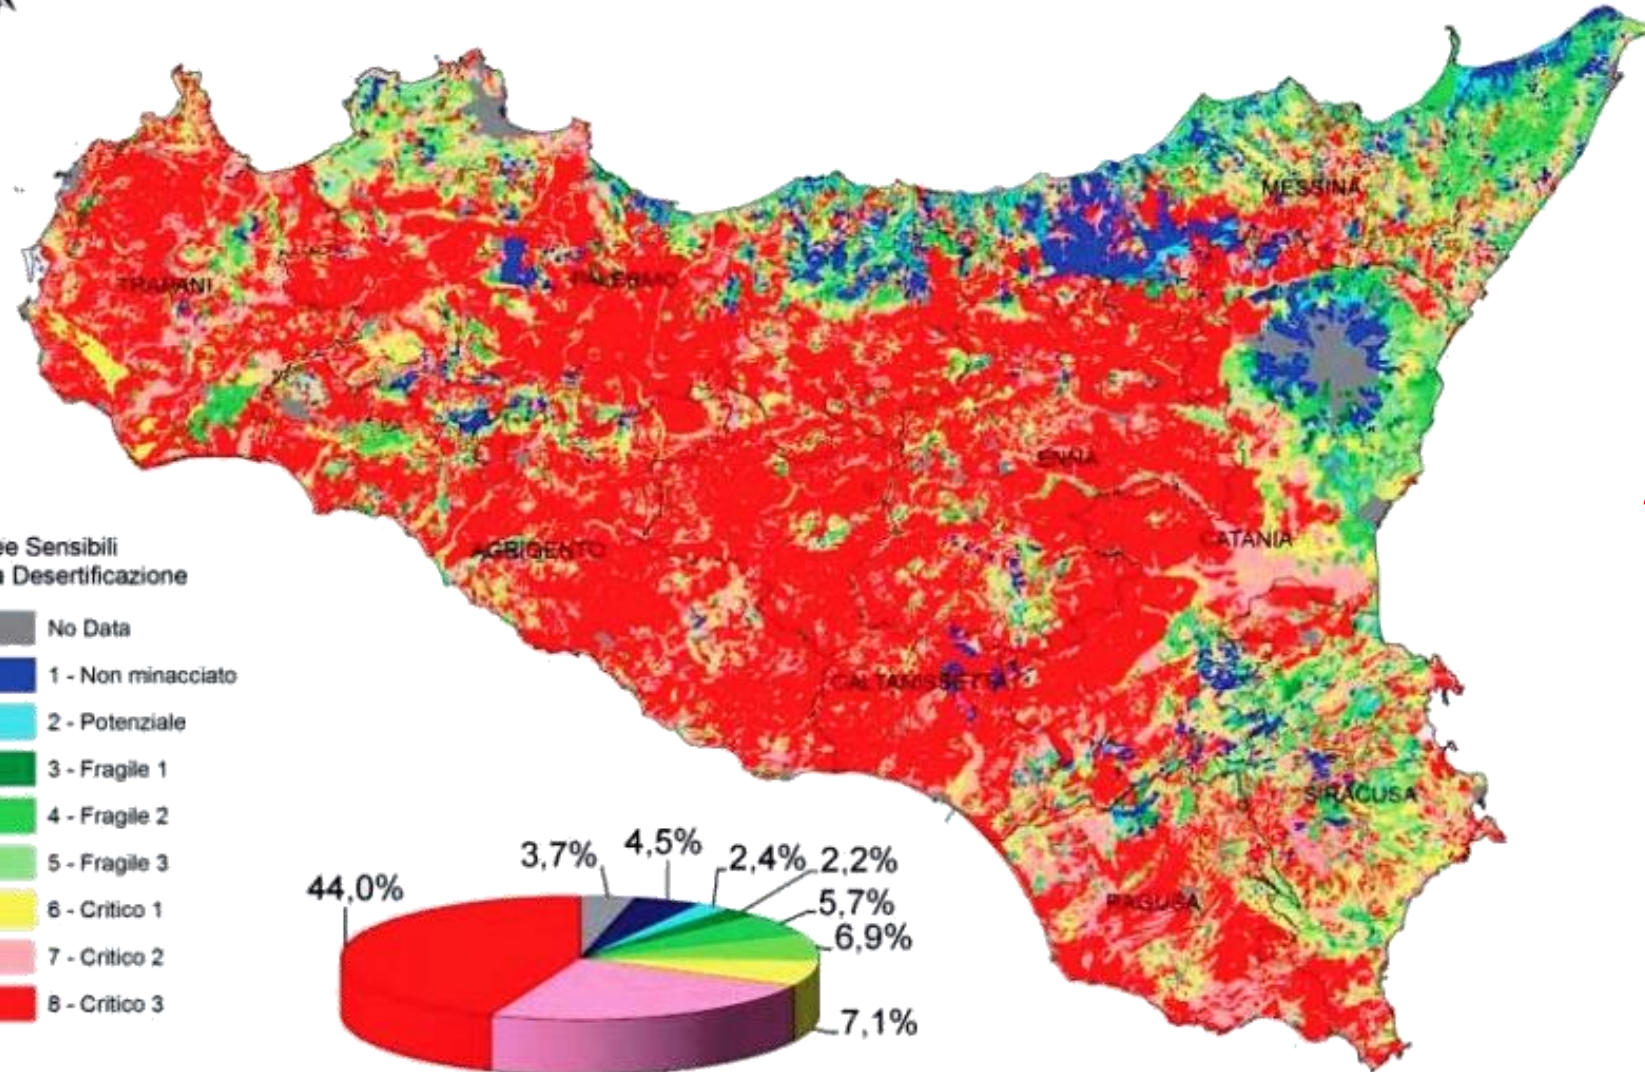 MESSINA
TRAPANI
PALERMO
ENNA
CATANIA
AGRIGENTO
CALTANISSETTA
SIRACUSA
RAGUSA
Sensibili
Desertificazione
No Data
1 - Non minacciato
2 - Potenziale
3 - Fragile 1
4 - Fragile 2
5 - Fragile 3
6 - Critico 1
7 - Critico 2
8 - Critico 3
44,0%
3,7%
4,5%
2,4%
2,2%
5,7%
6,9%
7,1%